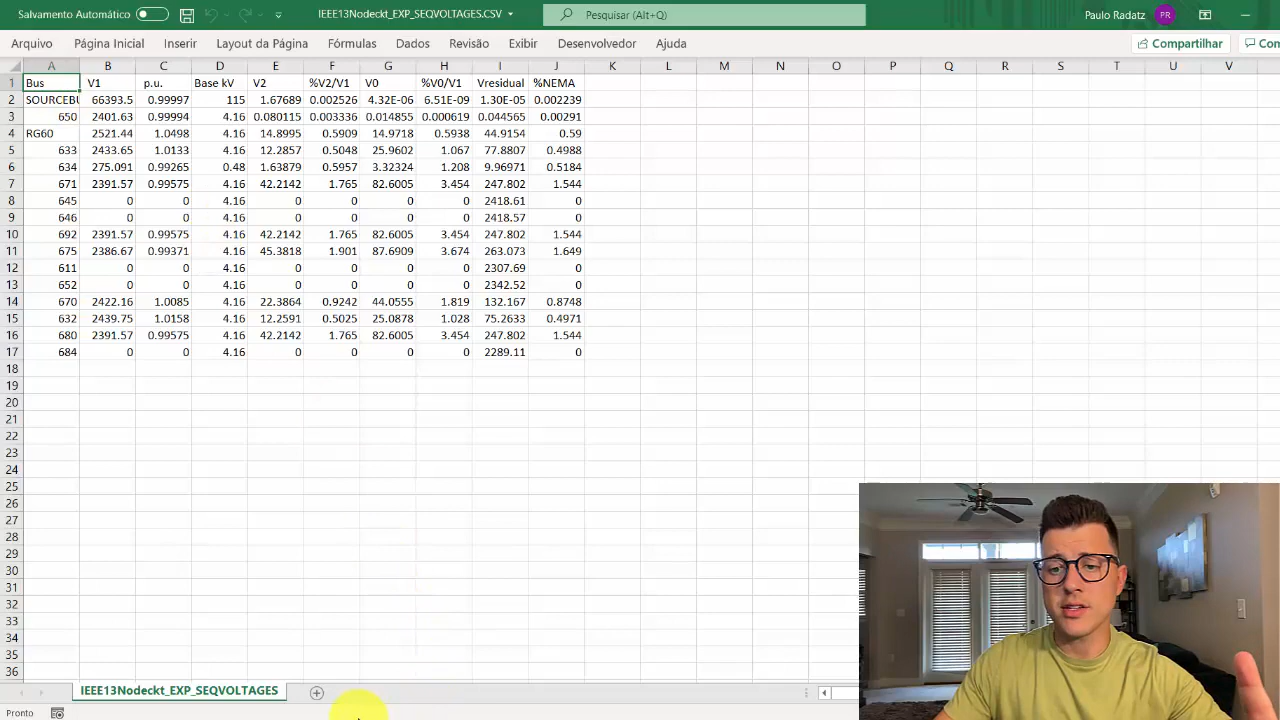 Salvamento Automático IEEE13Nodeckt_EXP_SEQVOLTAGES.CSV Pesquisar (Alt+Q) Paulo Radatz PR
Arquivo Página Inicial Inserir Layout da Página Fórmulas Dados Revisão Exibir Desenvolvedor Ajuda Compartilhar Com
A B C D E F G H I J K L M N O P Q R S T U V
1 Bus V1 p.u. Base kV V2 %V2/V1 V0 %V0/V1 Vresidual %NEMA
2 SOURCEBU 66393.5 0.99997 115 1.67689 0.002526 4.32E-06 6.51E-09 1.30E-05 0.002239
3 650 2401.63 0.99994 4.16 0.080115 0.003336 0.014855 0.000619 0.044565 0.00291
4 RG60 2521.44 1.0498 4.16 14.8995 0.5909 14.9718 0.5938 44.9154 0.59
5 633 2433.65 1.0133 4.16 12.2857 0.5048 25.9602 1.067 77.8807 0.4988
6 634 275.091 0.99265 0.48 1.63879 0.5957 3.32324 1.208 9.96971 0.5184
7 671 2391.57 0.99575 4.16 42.2142 1.765 82.6005 3.454 247.802 1.544
8 645 0 0 4.16 0 0 0 0 2418.61 0
9 646 0 0 4.16 0 0 0 0 2418.57 0
10 692 2391.57 0.99575 4.16 42.2142 1.765 82.6005 3.454 247.802 1.544
11 675 2386.67 0.99371 4.16 45.3818 1.901 87.6909 3.674 263.073 1.649
12 611 0 0 4.16 0 0 0 0 2307.69 0
13 652 0 0 4.16 0 0 0 0 2342.52 0
14 670 2422.16 1.0085 4.16 22.3864 0.9242 44.0555 1.819 132.167 0.8748
15 632 2439.75 1.0158 4.16 12.2591 0.5025 25.0878 1.028 75.2633 0.4971
16 680 2391.57 0.99575 4.16 42.2142 1.765 82.6005 3.454 247.802 1.544
17 684 0 0 4.16 0 0 0 0 2289.11 0
18
19
20
21
22
23
24
25
26
27
28
29
30
31
32
33
34
35
36
IEEE13Nodeckt_EXP_SEQVOLTAGES
Pronto